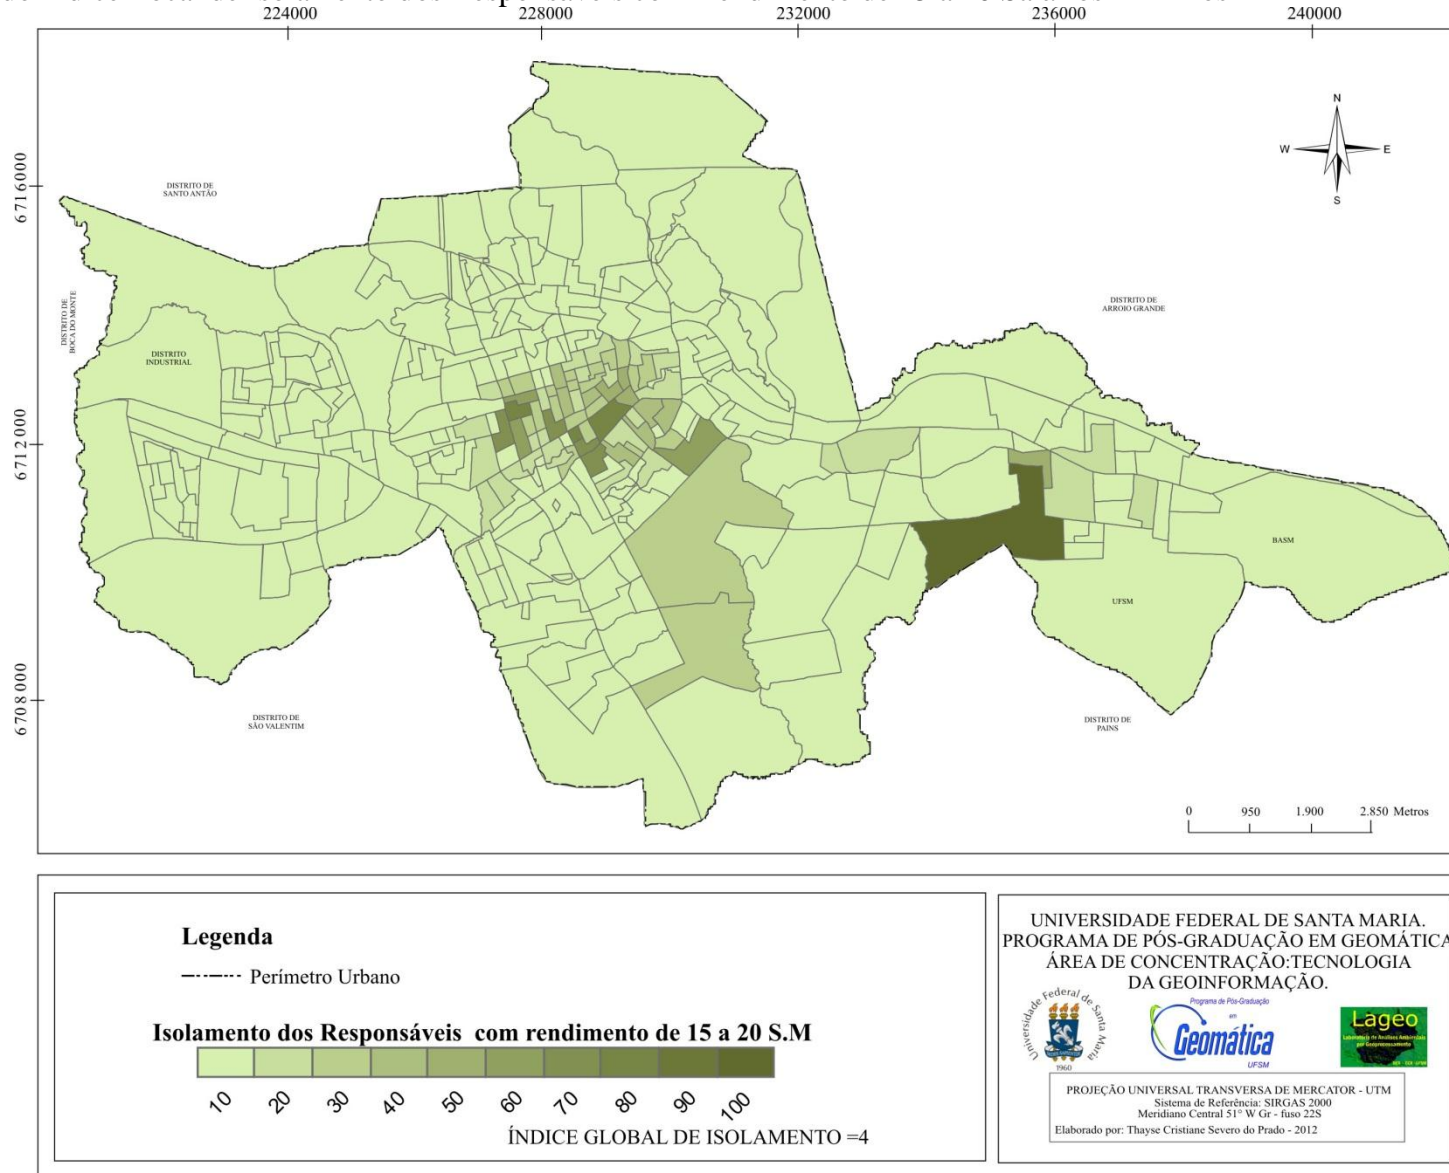 224000
228000
232000
236000
240000
N
W E
S
6716000
6712000
6708000
DISTRITO DE
SANTO ANTÃO
DISTRITO DE
BOCA DO MONTE
DISTRITO
INDUSTRIAL
DISTRITO DE
ARROIO GRANDE
BASM
UFSM
DISTRITO DE
SÃO VALENTIM
DISTRITO DE
PAINS
0 950 1.900 2.850 Metros
Legenda
Perímetro Urbano
Isolamento dos Responsáveis com rendimento de 15 a 20 S.M
10 20 30 40 50 60 70 80 90 100
ÍNDICE GLOBAL DE ISOLAMENTO =4
UNIVERSIDADE FEDERAL DE SANTA MARIA.
PROGRAMA DE PÓS-GRADUAÇÃO EM GEOMÁTICA
ÁREA DE CONCENTRAÇÃO:TECNOLOGIA
DA GEOINFORMAÇÃO.
Universidade Federal de Santa Maria
1960
Programa de Pós-Graduação
em
Geomática
UFSM
Lageo
Laboratório de Análises Ambientais
por Geoprocessamento
PROJEÇÃO UNIVERSAL TRANSVERSA DE MERCATOR - UTM
Sistema de Referência: SIRGAS 2000
Meridiano Central 51° W Gr - fuso 22S
Elaborado por: Thayse Cristiane Severo do Prado - 2012